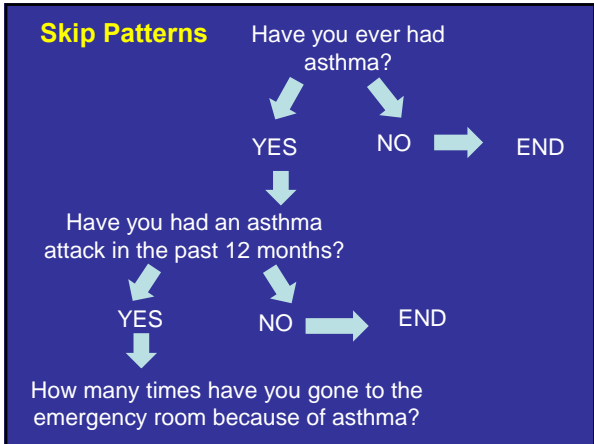 Skip Patterns
Have you ever had
asthma?
YES
NO
END
Have you had an asthma
attack in the past 12 months?
YES
NO
END
How many times have you gone to the
emergency room because of asthma?